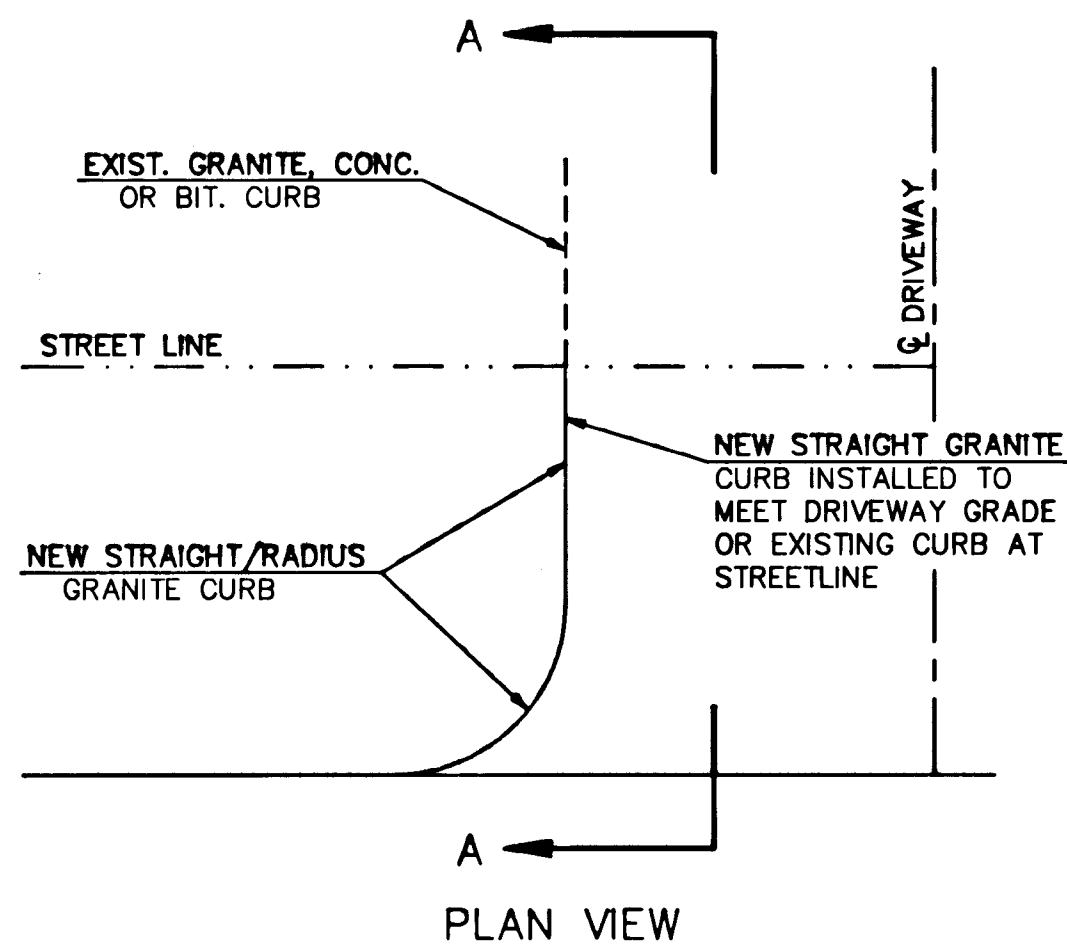 A
EXIST. GRANITE, CONC.
OR BIT. CURB
℄ DRIVEWAY
STREET LINE
NEW STRAIGHT GRANITE
CURB INSTALLED TO
MEET DRIVEWAY GRADE
OR EXISTING CURB AT
STREETLINE
NEW STRAIGHT/RADIUS
GRANITE CURB
A
PLAN VIEW